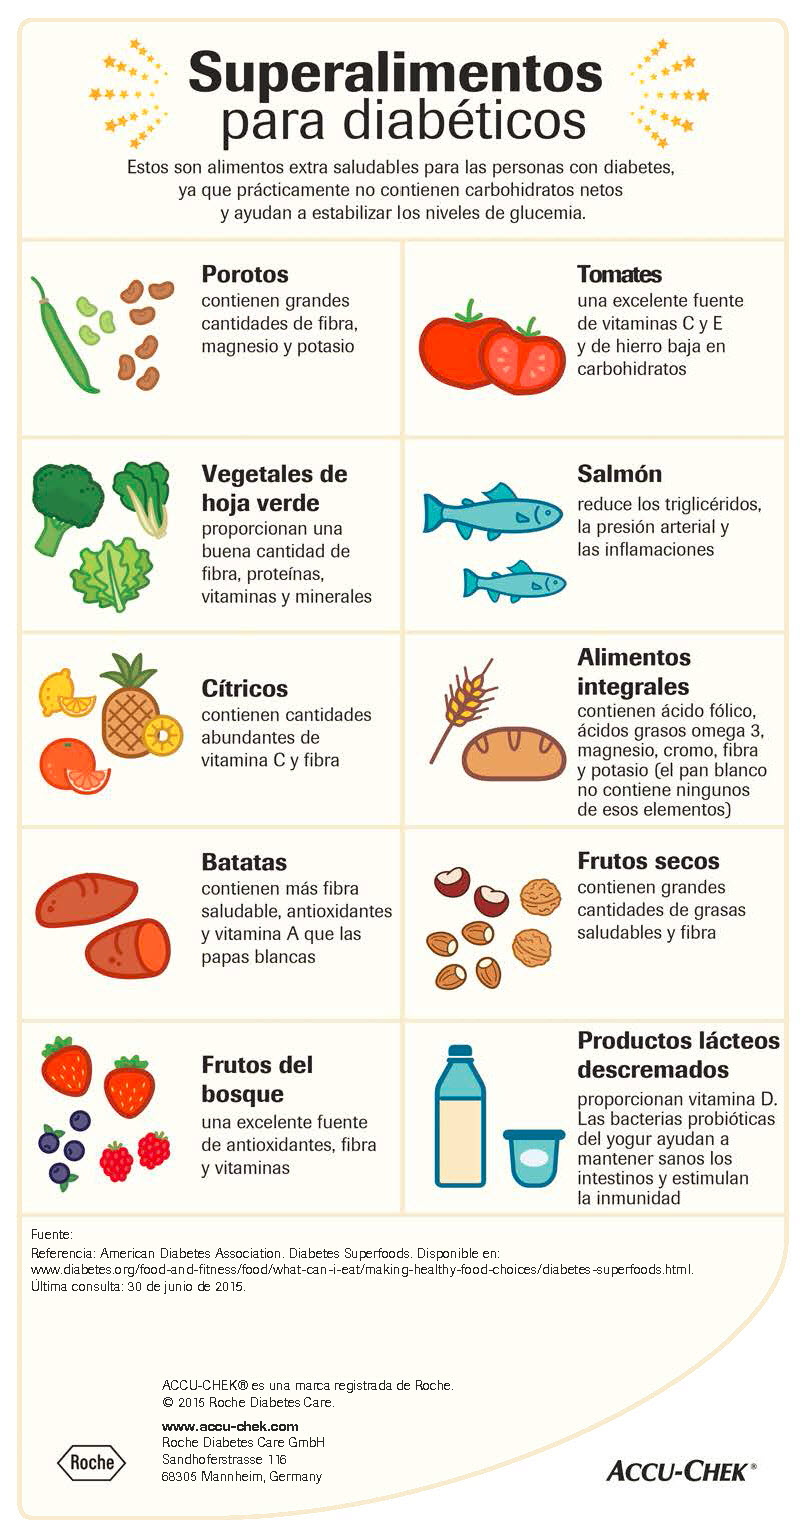 Superalimentos
para diabéticos
Estos son alimentos extra saludables para las personas con diabetes,
ya que prácticamente no contienen carbohidratos netos
y ayudan a estabilizar los niveles de glucemia.
Porotos
contienen grandes
cantidades de fibra,
magnesio y potasio
Tomates
una excelente fuente
de vitaminas C y E
y de hierro baja en
carbohidratos
Vegetales de
hoja verde
proporcionan una
buena cantidad de
fibra, proteínas,
vitaminas y minerales
Salmón
reduce los triglicéridos,
la presión arterial y
las inflamaciones
Cítricos
contienen cantidades
abundantes de
vitamina C y fibra
Alimentos
integrales
contienen ácido fólico,
ácidos grasos omega 3,
magnesio, cromo, fibra
y potasio (el pan blanco
no contiene ningunos
de esos elementos)
Batatas
contienen más fibra
saludable, antioxidantes
y vitamina A que las
papas blancas
Frutos secos
contienen grandes
cantidades de grasas
saludables y fibra
Frutos del
bosque
una excelente fuente
de antioxidantes, fibra
y vitaminas
Productos lácteos
descremados
proporcionan vitamina D.
Las bacterias probióticas
del yogur ayudan a
mantener sanos los
intestinos y estimulan
la inmunidad
Fuente:
Referencia: American Diabetes Association. Diabetes Superfoods. Disponible en:
www.diabetes.org/food-and-fitness/food/what-can-i-eat/making-healthy-food-choices/diabetes-superfoods.html.
Última consulta: 30 de junio de 2015.
ACCU-CHEK® es una marca registrada de Roche.
© 2015 Roche Diabetes Care.
www.accu-chek.com
Roche Diabetes Care GmbH
Sandhoferstrasse 116
68305 Mannheim, Germany
Roche
ACCU-CHEK®